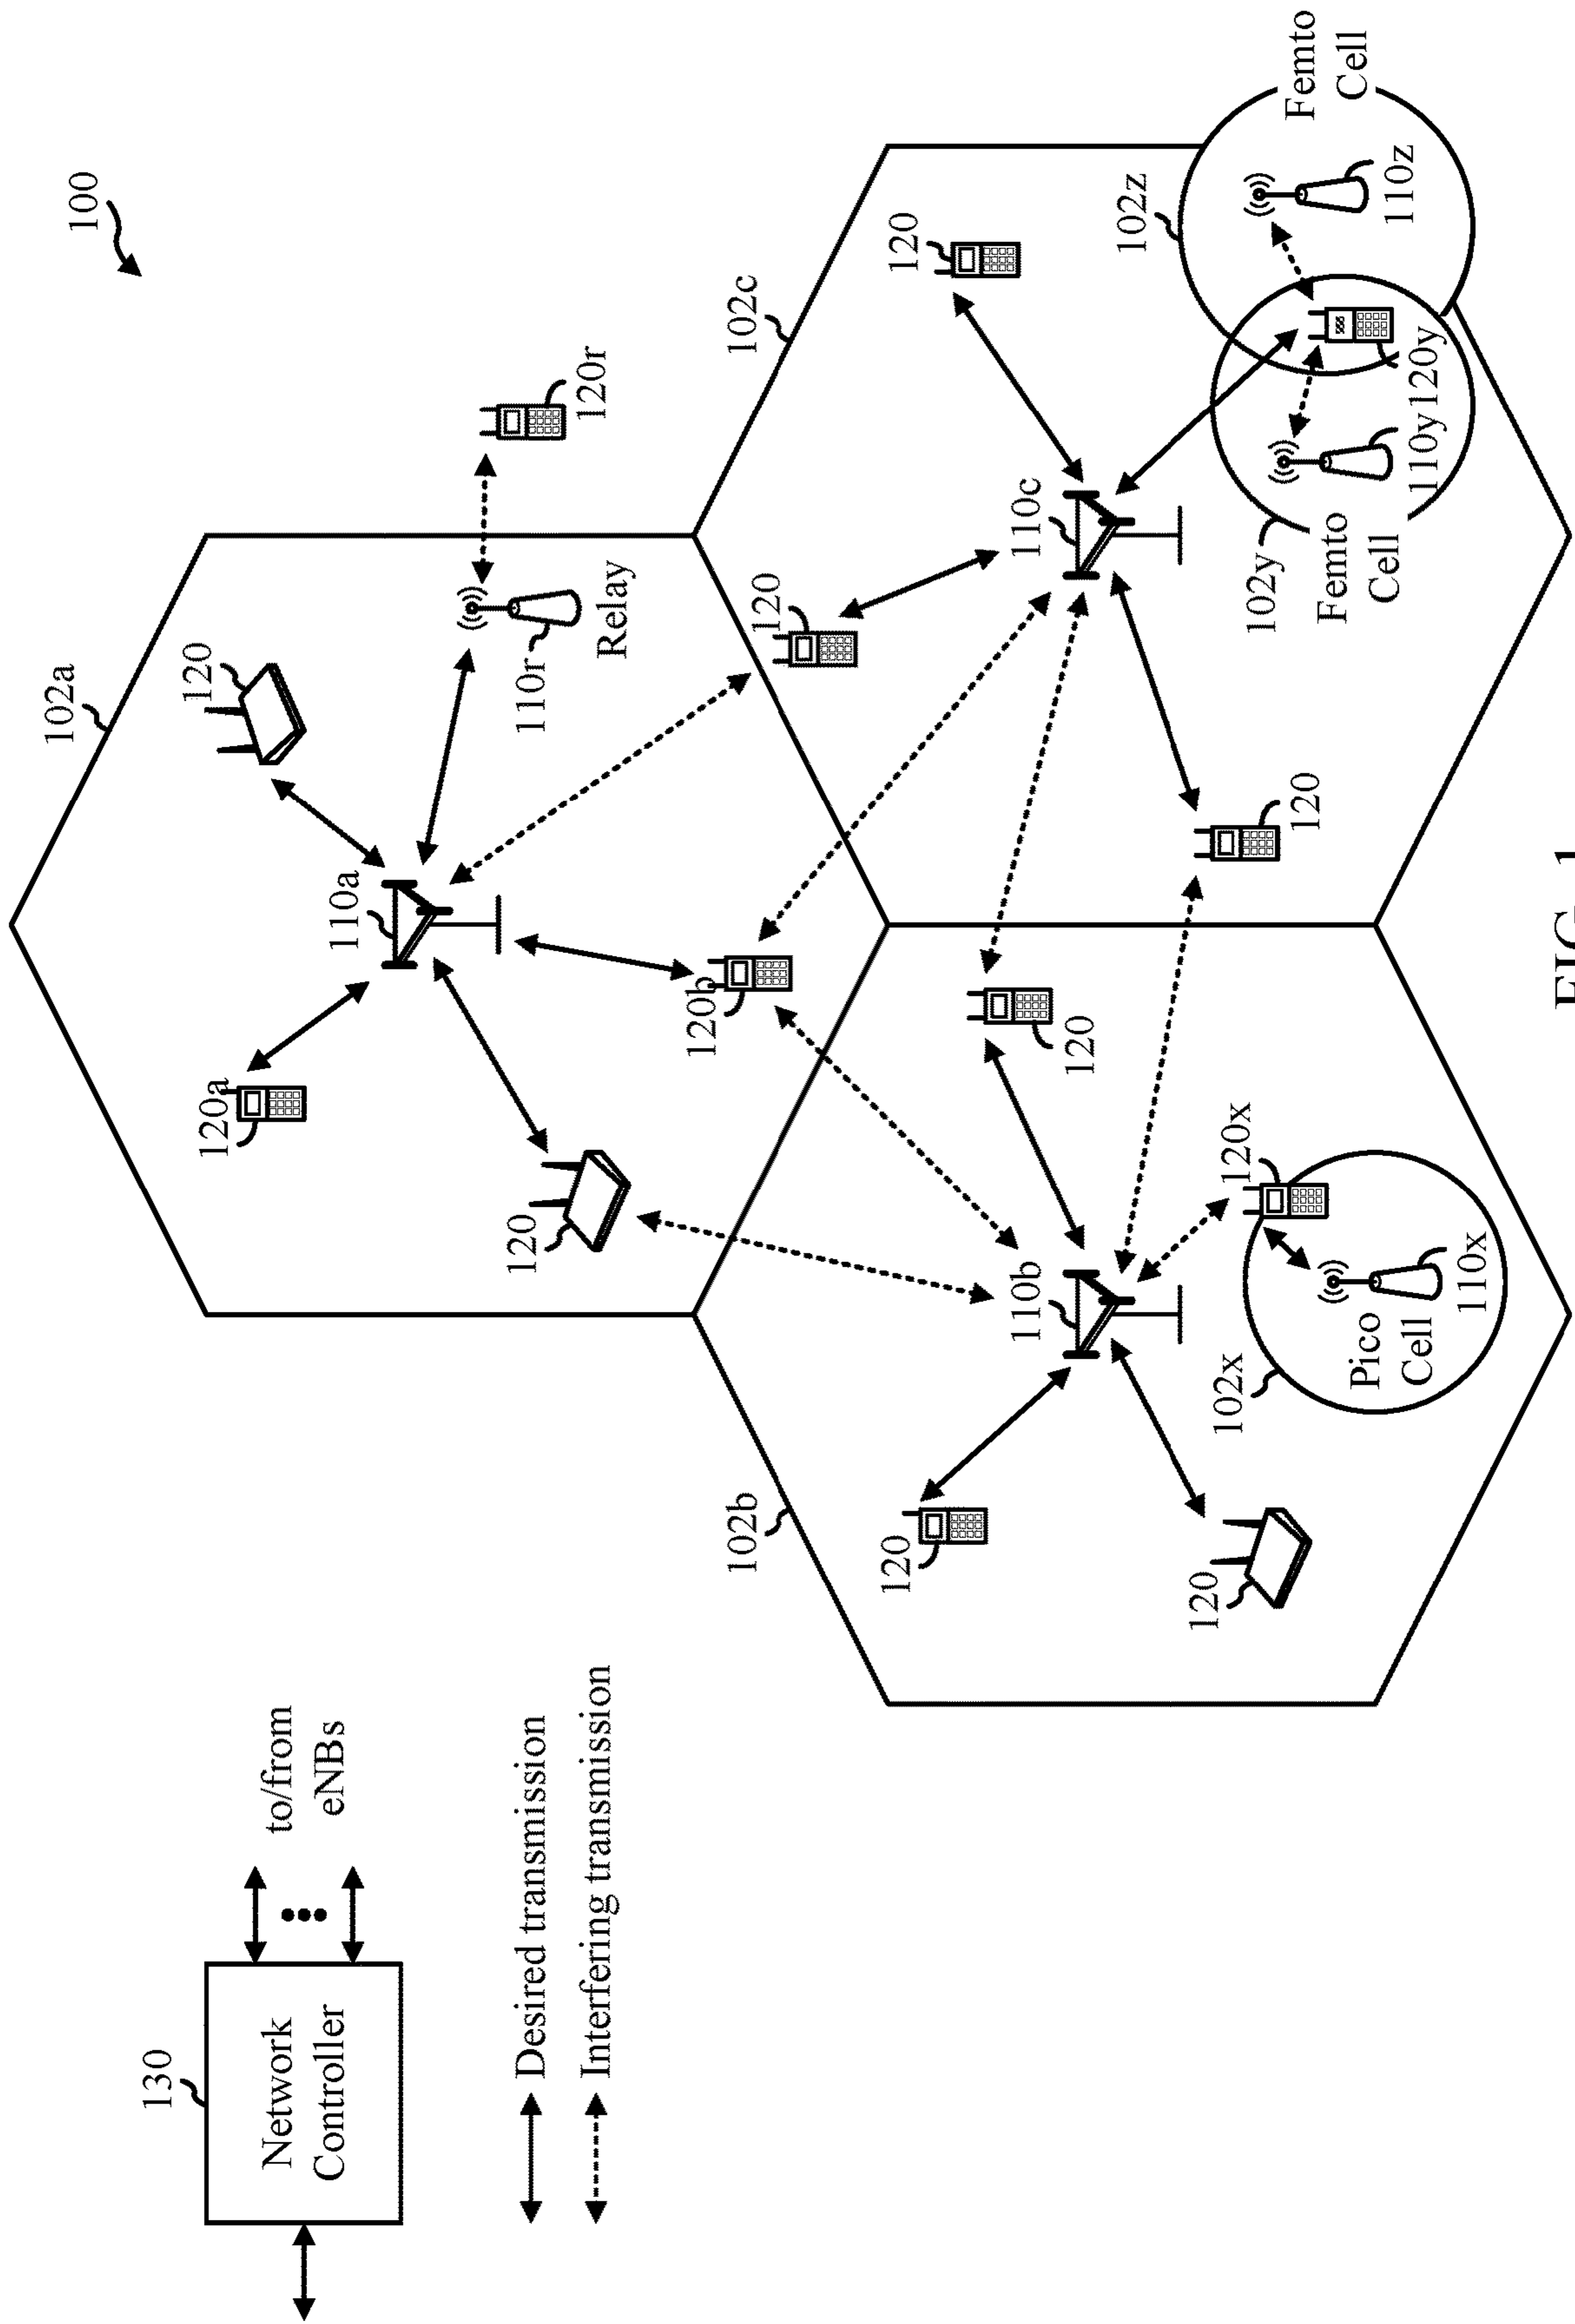 100
130
Network
Controller
to/from
eNBs
Desired transmission
Interfering transmission
102a
120a
110a
120
120
120b
110r
Relay
120r
102b
120
120
110b
120
102x
Pico
Cell
110x
120x
102c
120
120
110c
120
102y
Femto
Cell
110y
120y
102z
110z
Femto
Cell
FIG. 1